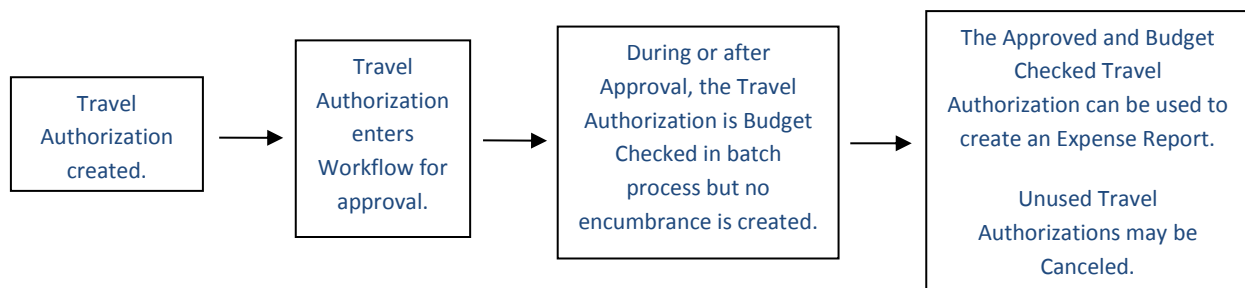 Travel
Authorization
created.
Travel
Authorization
enters
Workflow for
approval.
During or after
Approval, the Travel
Authorization is Budget
Checked in batch
process but no
encumbrance is created.
The Approved and Budget
Checked Travel
Authorization can be used to
create an Expense Report.
Unused Travel
Authorizations may be
Canceled.